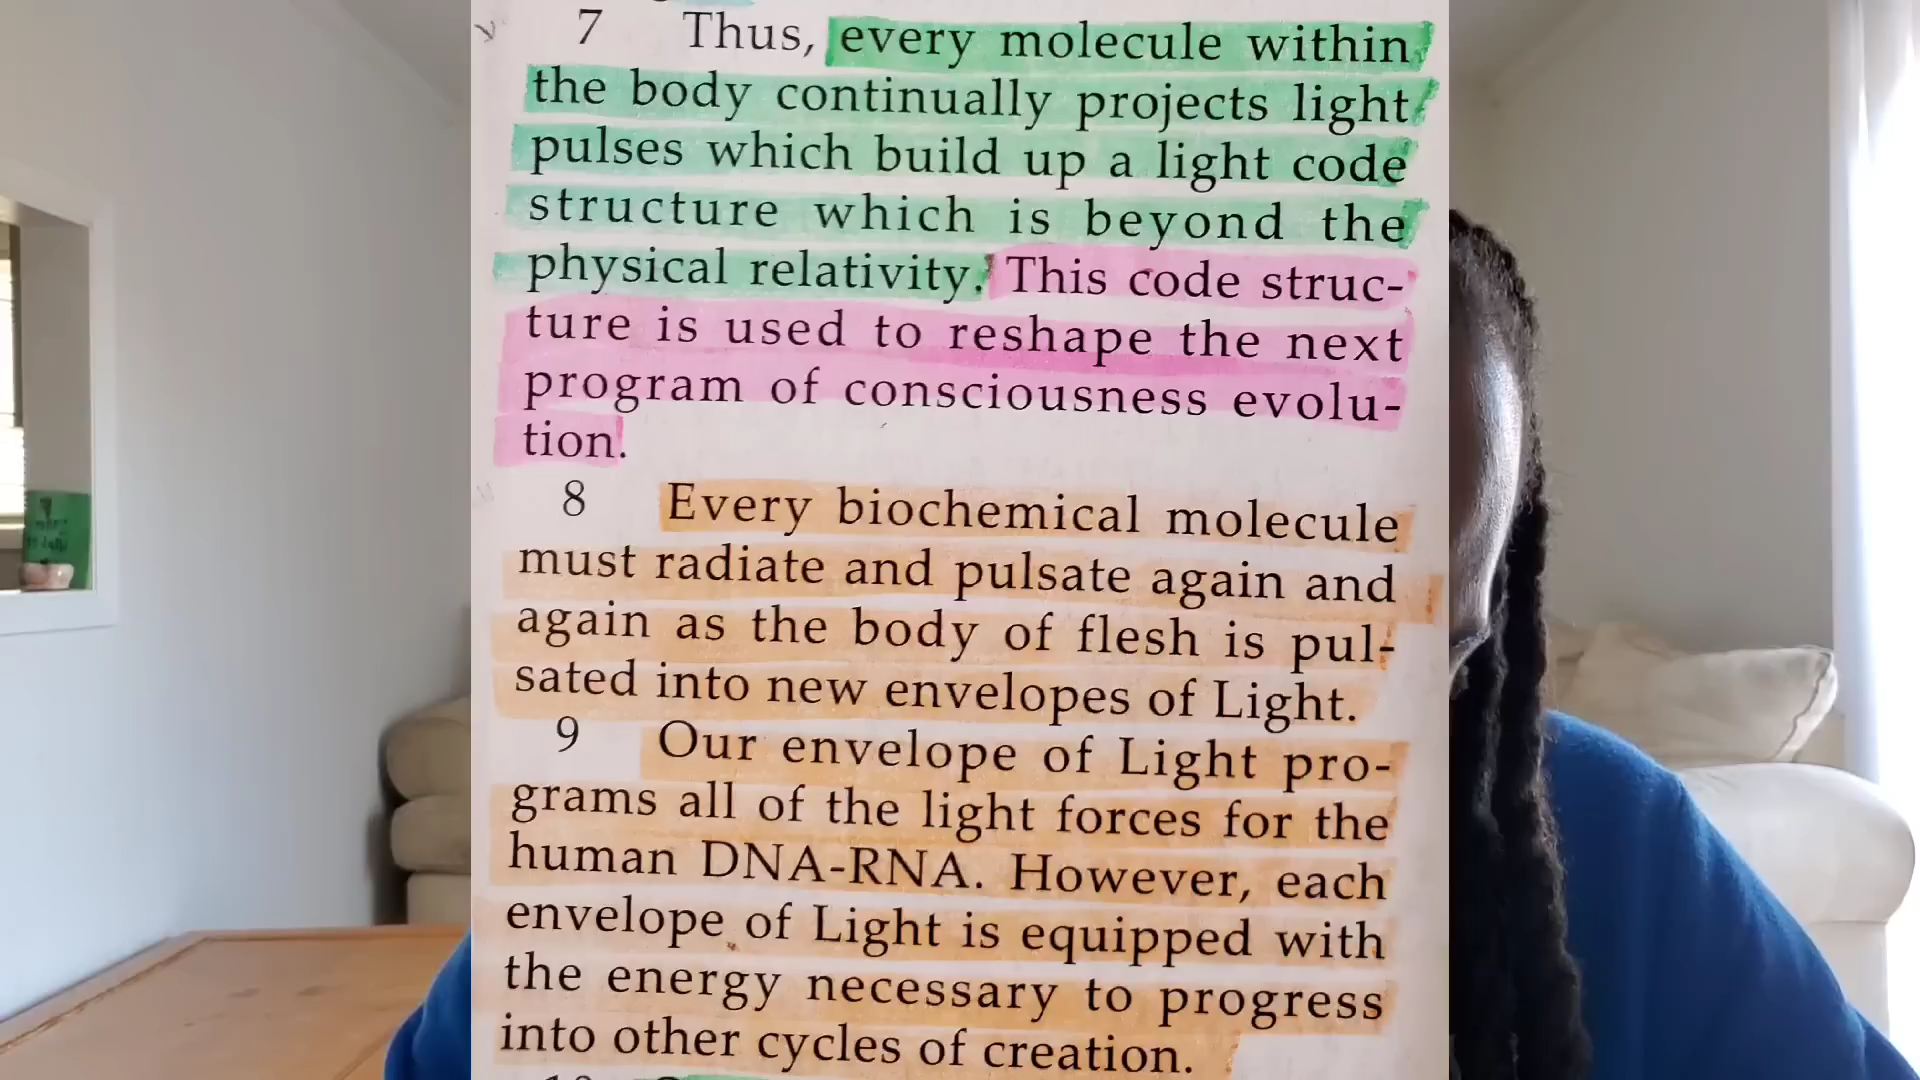 7 Thus, every molecule within
the body continually projects light
pulses which build up a light code
structure which is beyond the
physical relativity. This code struc-
ture is used to reshape the next
program of consciousness evolu-
tion.
8 Every biochemical molecule
must radiate and pulsate again and
again as the body of flesh is pul-
sated into new envelopes of Light.
9 Our envelope of Light pro-
grams all of the light forces for the
human DNA-RNA. However, each
envelope of Light is equipped with
the energy necessary to progress
into other cycles of creation.